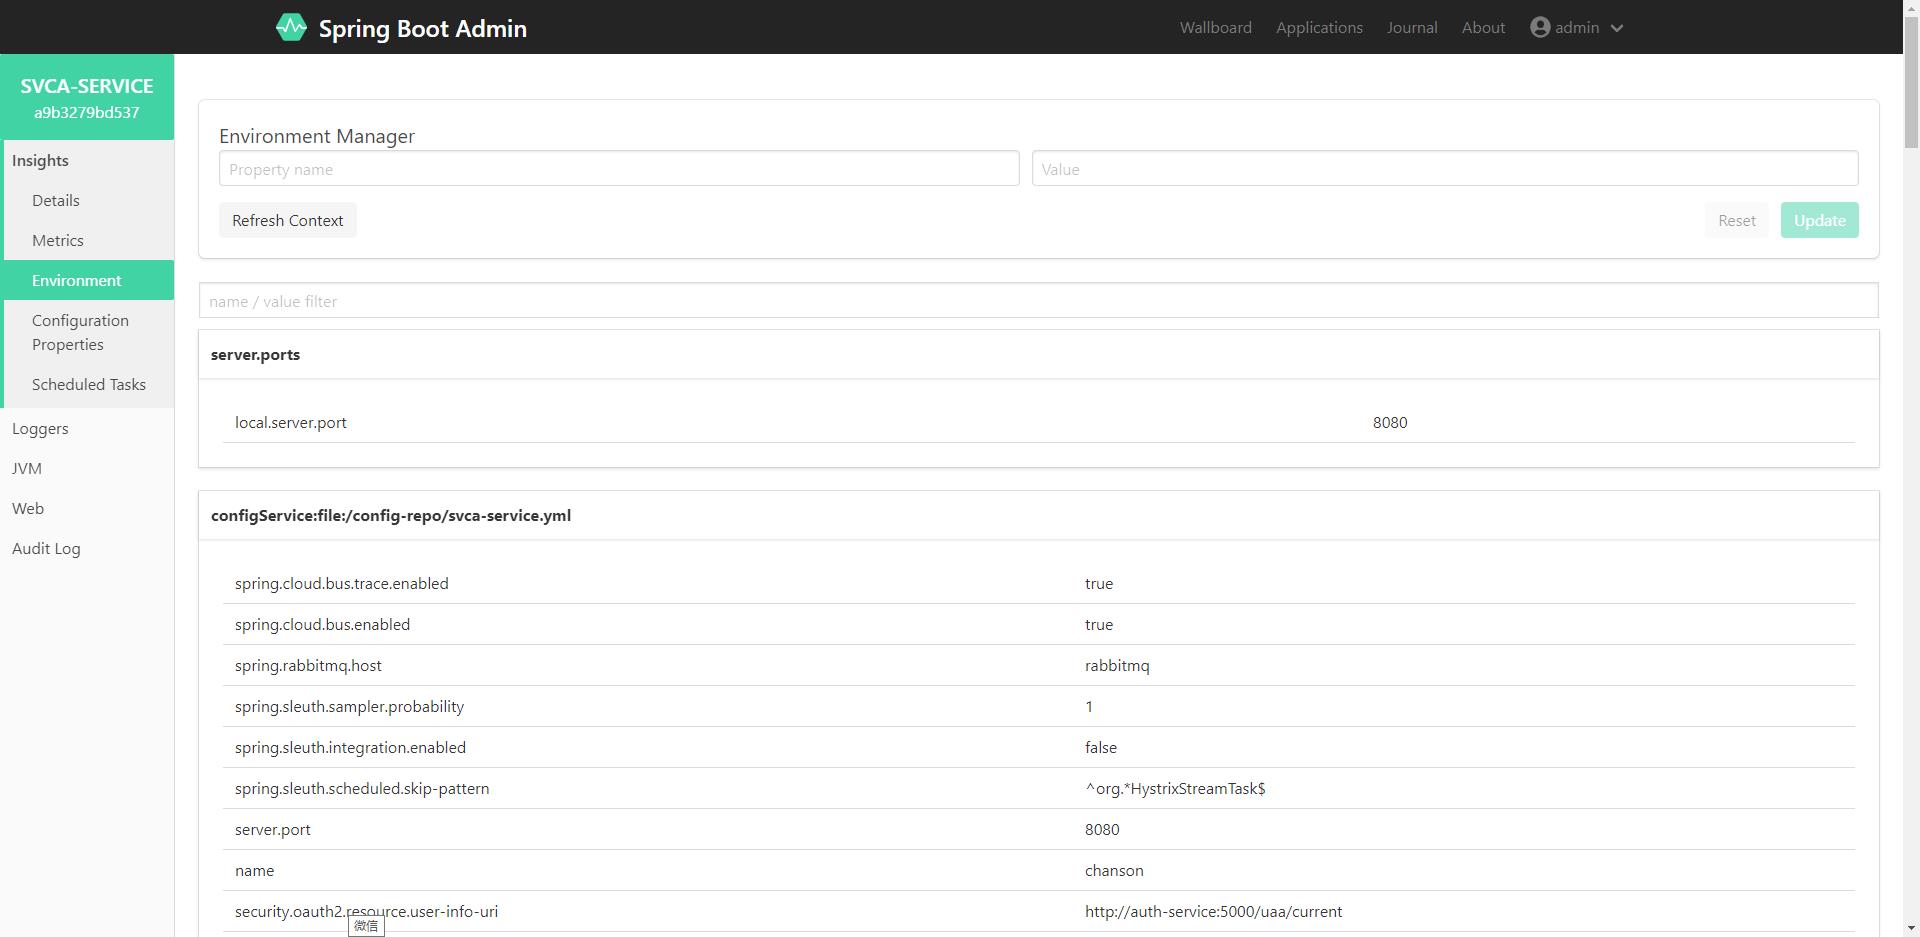 Spring Boot Admin
Wallboard Applications Journal About admin
SVCA-SERVICE
a9b3279bd537
Insights
Details
Metrics
Environment
Configuration
Properties
Scheduled Tasks
Loggers
JVM
Web
Audit Log
Environment Manager
Property name Value
Refresh Context Reset Update
name / value filter
server.ports
local.server.port 8080
configService:file:/config-repo/svca-service.yml
spring.cloud.bus.trace.enabled true
spring.cloud.bus.enabled true
spring.rabbitmq.host rabbitmq
spring.sleuth.sampler.probability 1
spring.sleuth.integration.enabled false
spring.sleuth.scheduled.skip-pattern ^org.*HystrixStreamTask$
server.port 8080
name chanson
security.oauth2.resource.user-info-uri http://auth-service:5000/uaa/current
微信